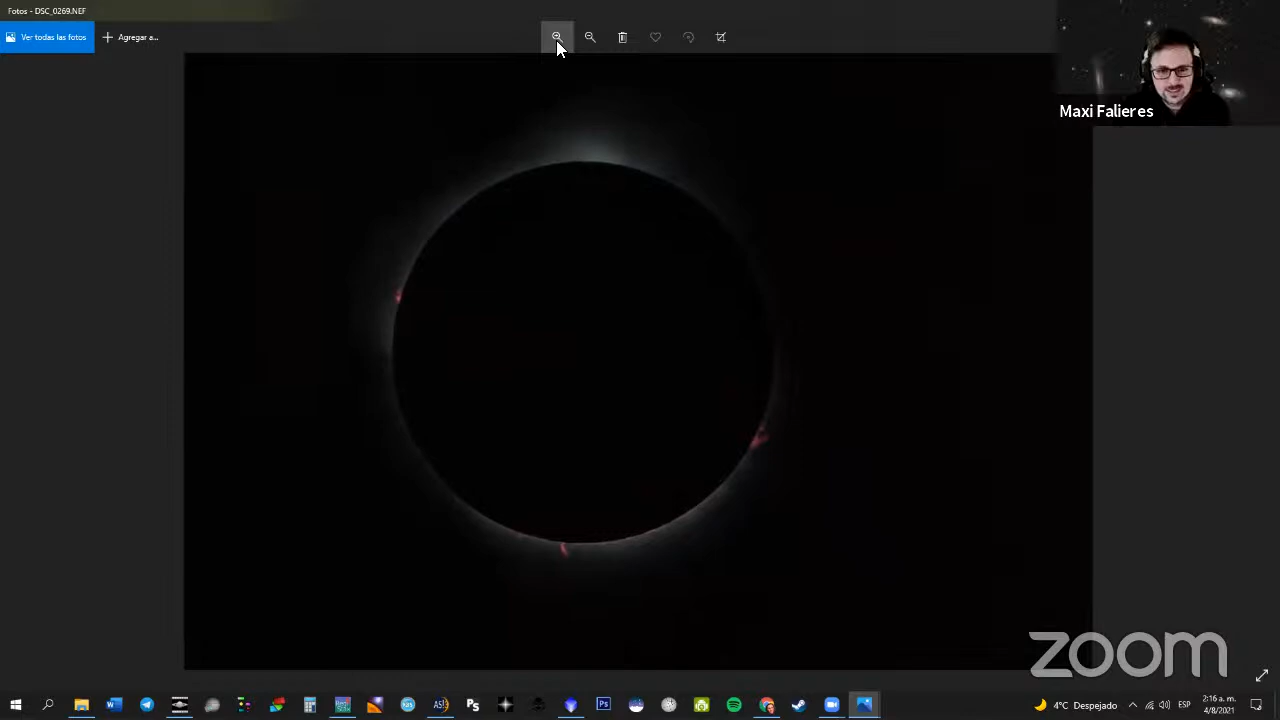 Fotos - DSC_0269.NEF
Ver todas las fotos
Agregar a...
Maxi Falieres
zoom
4°C Despejado
ESP
2:16 a. m.
4/8/2021